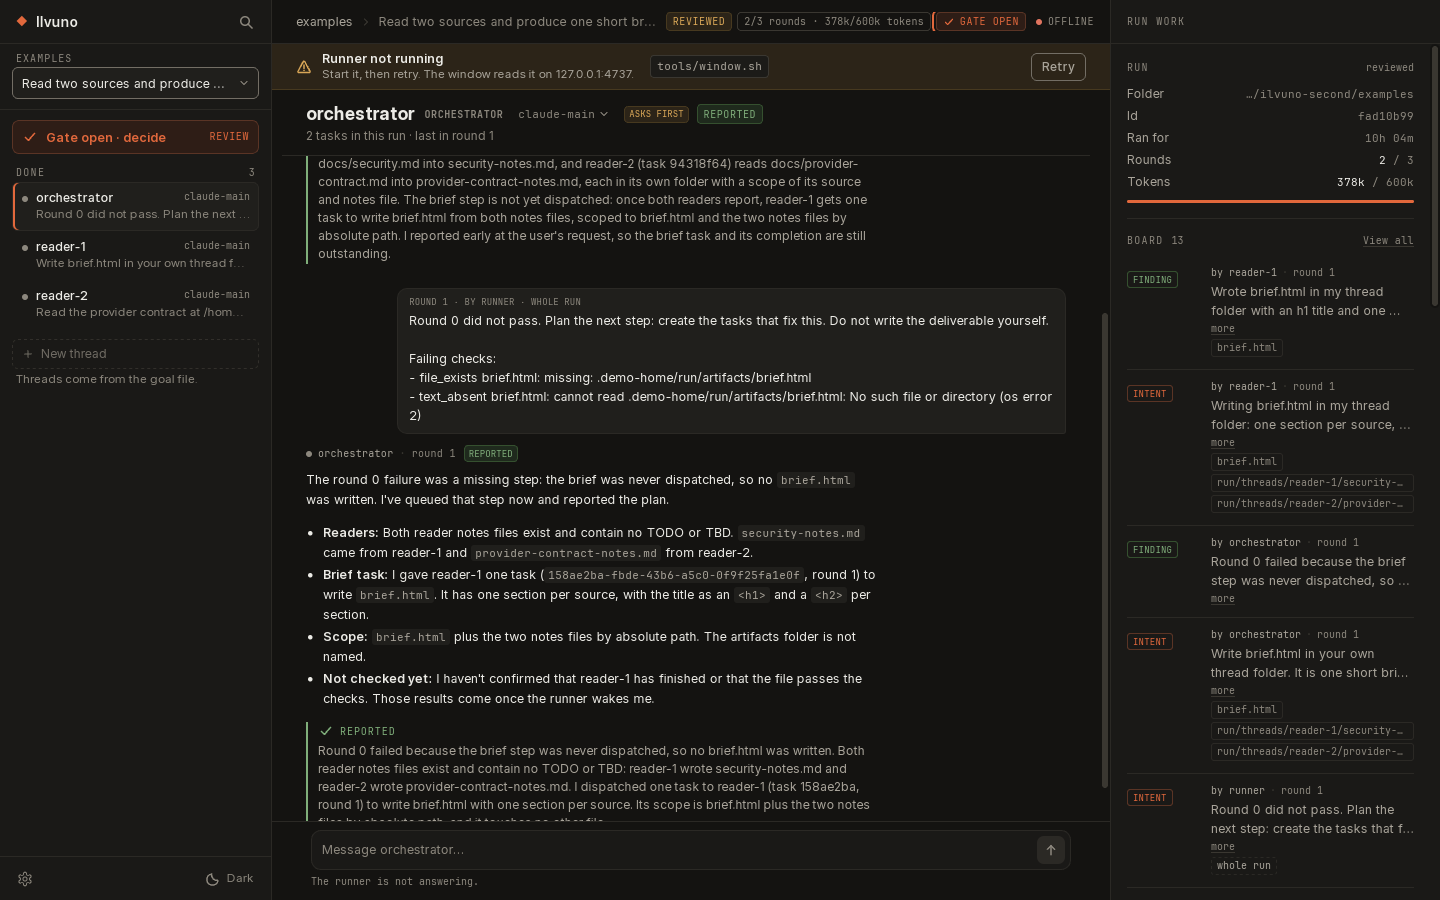 Ilvuno
EXAMPLES
Read two sources and produce ...
Gate open · decide
REVIEW
DONE
3
orchestrator
claude-main
Round 0 did not pass. Plan the next ...
reader-1
claude-main
Write brief.html in your own thread f...
reader-2
claude-main
Read the provider contract at /hom...
+ New thread
Threads come from the goal file.
Dark
examples > Read two sources and produce one short br...
REVIEWED
2/3 rounds · 378k/600k tokens
GATE OPEN
OFFLINE
Runner not running
Start it, then retry. The window reads it on 127.0.0.1:4737.
tools/window.sh
Retry
orchestrator ORCHESTRATOR claude-main ASKS FIRST REPORTED
2 tasks in this run · last in round 1
docs/security.md into security-notes.md, and reader-2 (task 94318f64) reads docs/provider-
contract.md into provider-contract-notes.md, each in its own folder with a scope of its source
and notes file. The brief step is not yet dispatched: once both readers report, reader-1 gets one
task to write brief.html from both notes files, scoped to brief.html and the two notes files by
absolute path. I reported early at the user's request, so the brief task and its completion are still
outstanding.
ROUND 1 · BY RUNNER · WHOLE RUN
Round 0 did not pass. Plan the next step: create the tasks that fix this. Do not write the deliverable yourself.
Failing checks:
- file_exists brief.html: missing: .demo-home/run/artifacts/brief.html
- text_absent brief.html: cannot read .demo-home/run/artifacts/brief.html: No such file or directory (os error
2)
orchestrator · round 1 REPORTED
The round 0 failure was a missing step: the brief was never dispatched, so no brief.html
was written. I've queued that step now and reported the plan.
• Readers: Both reader notes files exist and contain no TODO or TBD. security-notes.md
came from reader-1 and provider-contract-notes.md from reader-2.
• Brief task: I gave reader-1 one task (158ae2ba-fbde-43b6-a5c0-0f9f25fa1e0f, round 1) to
write brief.html. It has one section per source, with the title as an <h1> and a <h2> per
section.
• Scope: brief.html plus the two notes files by absolute path. The artifacts folder is not
named.
• Not checked yet: I haven't confirmed that reader-1 has finished or that the file passes the
checks. Those results come once the runner wakes me.
REPORTED
Round 0 failed because the brief step was never dispatched, so no brief.html was written. Both
reader notes files exist and contain no TODO or TBD: reader-1 wrote security-notes.md and
reader-2 wrote provider-contract-notes.md. I dispatched one task to reader-1 (task 158ae2ba,
round 1) to write brief.html with one section per source. Its scope is brief.html plus the two notes
files by absolute path, and it touches no other file.
Message orchestrator...
The runner is not answering.
RUN WORK
RUN
reviewed
Folder
…/ilvuno-second/examples
Id
fad10b99
Ran for
10h 04m
Rounds
2 / 3
Tokens
378k / 600k
BOARD 13
View all
FINDING
by reader-1 · round 1
Wrote brief.html in my thread
folder with an h1 title and one ...
more
brief.html
INTENT
by reader-1 · round 1
Writing brief.html in my thread
folder: one section per source, ...
more
brief.html
run/threads/reader-1/security-…
run/threads/reader-2/provider-…
FINDING
by orchestrator · round 1
Round 0 failed because the brief
step was never dispatched, so ...
more
INTENT
by orchestrator · round 1
Write brief.html in your own
thread folder. It is one short bri...
more
brief.html
run/threads/reader-1/security-…
run/threads/reader-2/provider-…
INTENT
by runner · round 1
Round 0 did not pass. Plan the
next step: create the tasks that f...
more
whole run